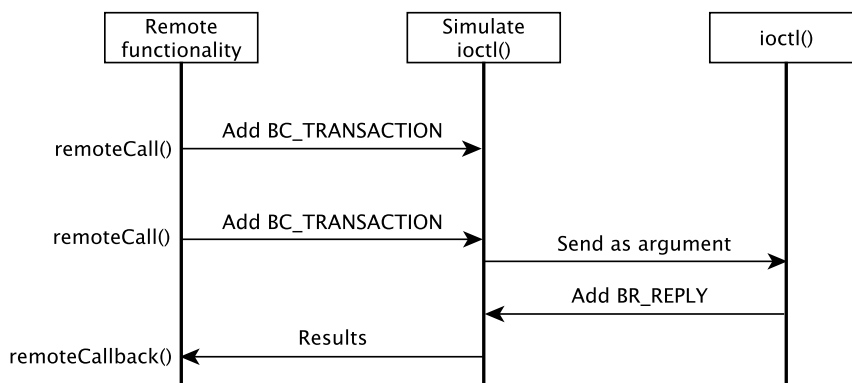 Remote
functionality
Simulate
ioctl()
ioctl()
Add BC_TRANSACTION
remoteCall()
Add BC_TRANSACTION
remoteCall()
Send as argument
Add BR_REPLY
Results
remoteCallback()